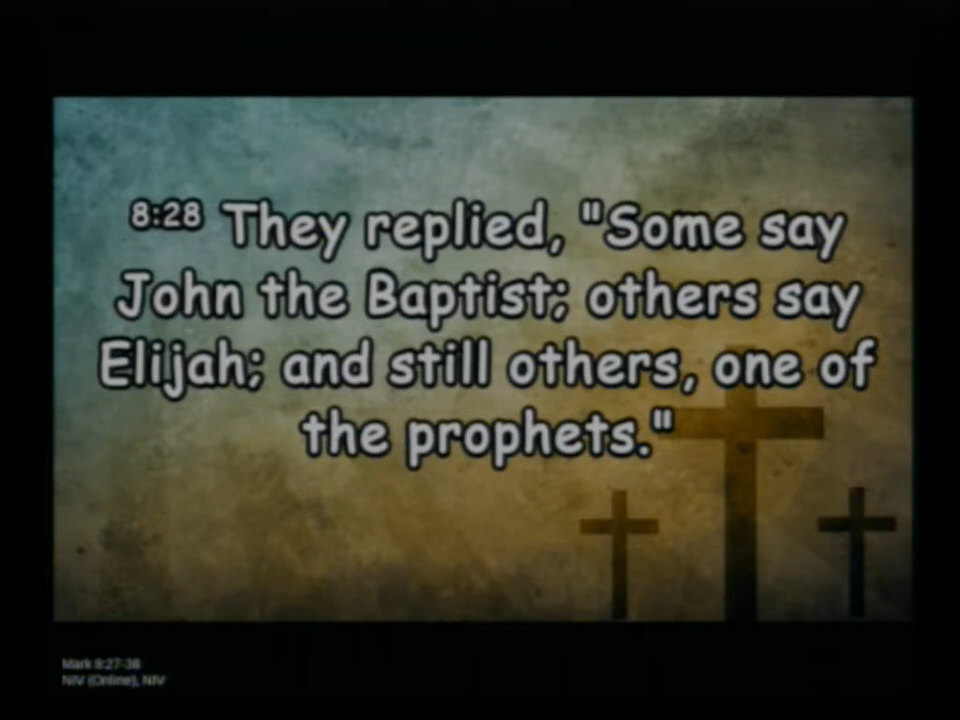 8:28 They replied, "Some say
John the Baptist; others say
Elijah; and still others, one of
the prophets."
Mark 8:27-38
NIV (Online), NIV